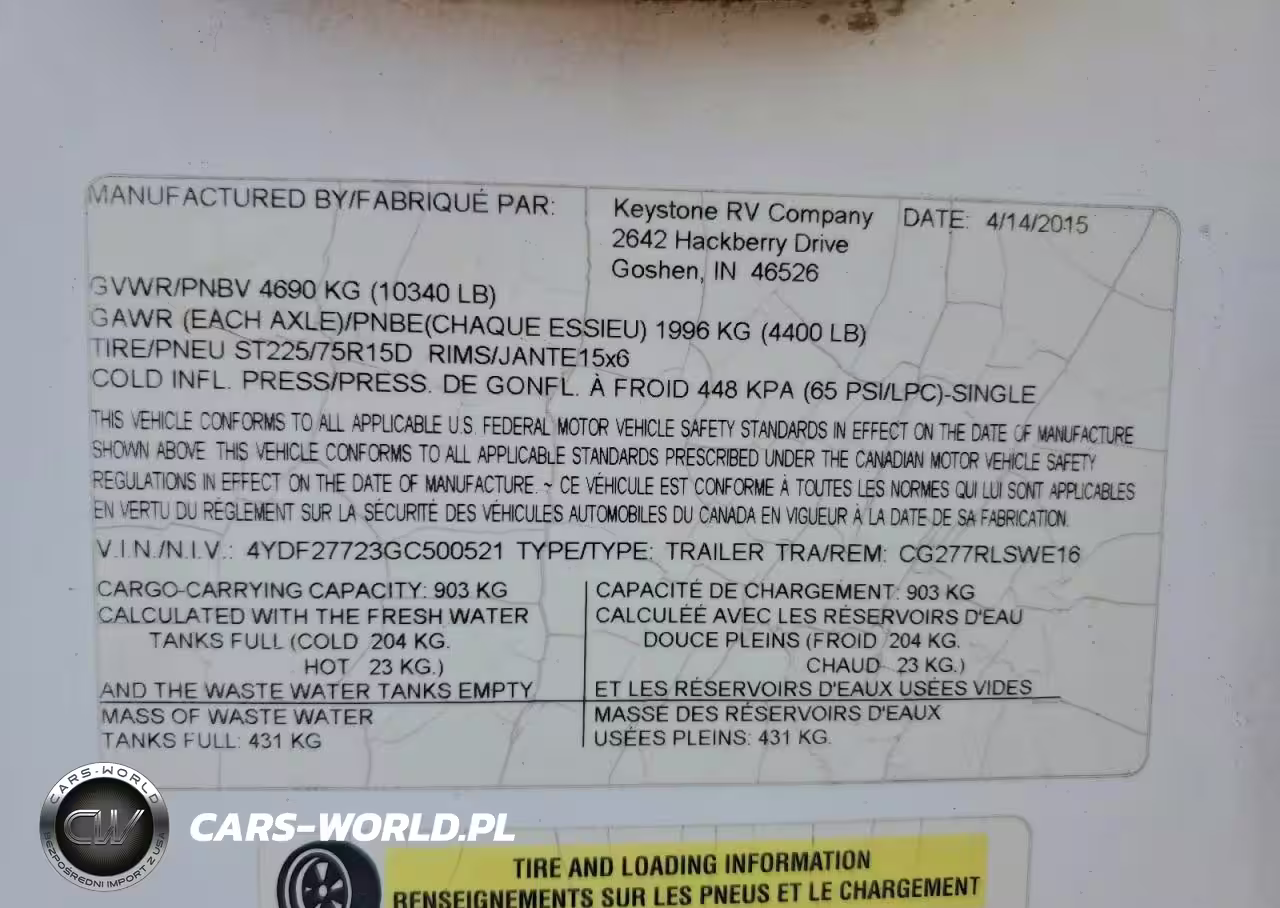 MANUFACTURED BY/FABRIQUÉ PAR:
Keystone RV Company DATE: 4/14/2015
2642 Hackberry Drive
Goshen, IN 46526
GVWR/PNBV 4690 KG (10340 LB)
GAWR (EACH AXLE)/PNBE(CHAQUE ESSIEU) 1996 KG (4400 LB)
TIRE/PNEU ST225/75R15D RIMS/JANTE15x6
COLD INFL. PRESS/PRESS. DE GONFL. À FROID 448 KPA (65 PSI/LPC)-SINGLE
THIS VEHICLE CONFORMS TO ALL APPLICABLE U.S. FEDERAL MOTOR VEHICLE SAFETY STANDARDS IN EFFECT ON THE DATE OF MANUFACTURE
SHOWN ABOVE THIS VEHICLE CONFORMS TO ALL APPLICABLE STANDARDS PRESCRIBED UNDER THE CANADIAN MOTOR VEHICLE SAFETY
REGULATIONS IN EFFECT ON THE DATE OF MANUFACTURE. ~ CE VÉHICULE EST CONFORME À TOUTES LES NORMES QUI LUI SONT APPLICABLES
EN VERTU DU RÈGLEMENT SUR LA SÉCURITÉ DES VÉHICULES AUTOMOBILES DU CANADA EN VIGUEUR À LA DATE DE SA FABRICATION.
V.I.N./N.I.V.: 4YDF27723GC500521 TYPE/TYPE: TRAILER TRA/REM: CG277RLSWE16
CARGO-CARRYING CAPACITY: 903 KG
CALCULATED WITH THE FRESH WATER
TANKS FULL (COLD 204 KG.
HOT 23 KG.)
AND THE WASTE WATER TANKS EMPTY
MASS OF WASTE WATER
TANKS FULL: 431 KG
CAPACITÉ DE CHARGEMENT: 903 KG
CALCULÉÉ AVEC LES RÉSERVOIRS D'EAU
DOUCE PLEINS (FROID 204 KG.
CHAUD 23 KG.)
ET LES RÉSERVOIRS D'EAUX USÉES VIDES
MASSE DES RÉSERVOIRS D'EAUX
USÉES PLEINS: 431 KG.
CARS-WORLD
CW
BEZPOŚREDNI IMPORT Z USA
CARS-WORLD.PL
TIRE AND LOADING INFORMATION
RENSEIGNEMENTS SUR LES PNEUS ET LE CHARGEMENT